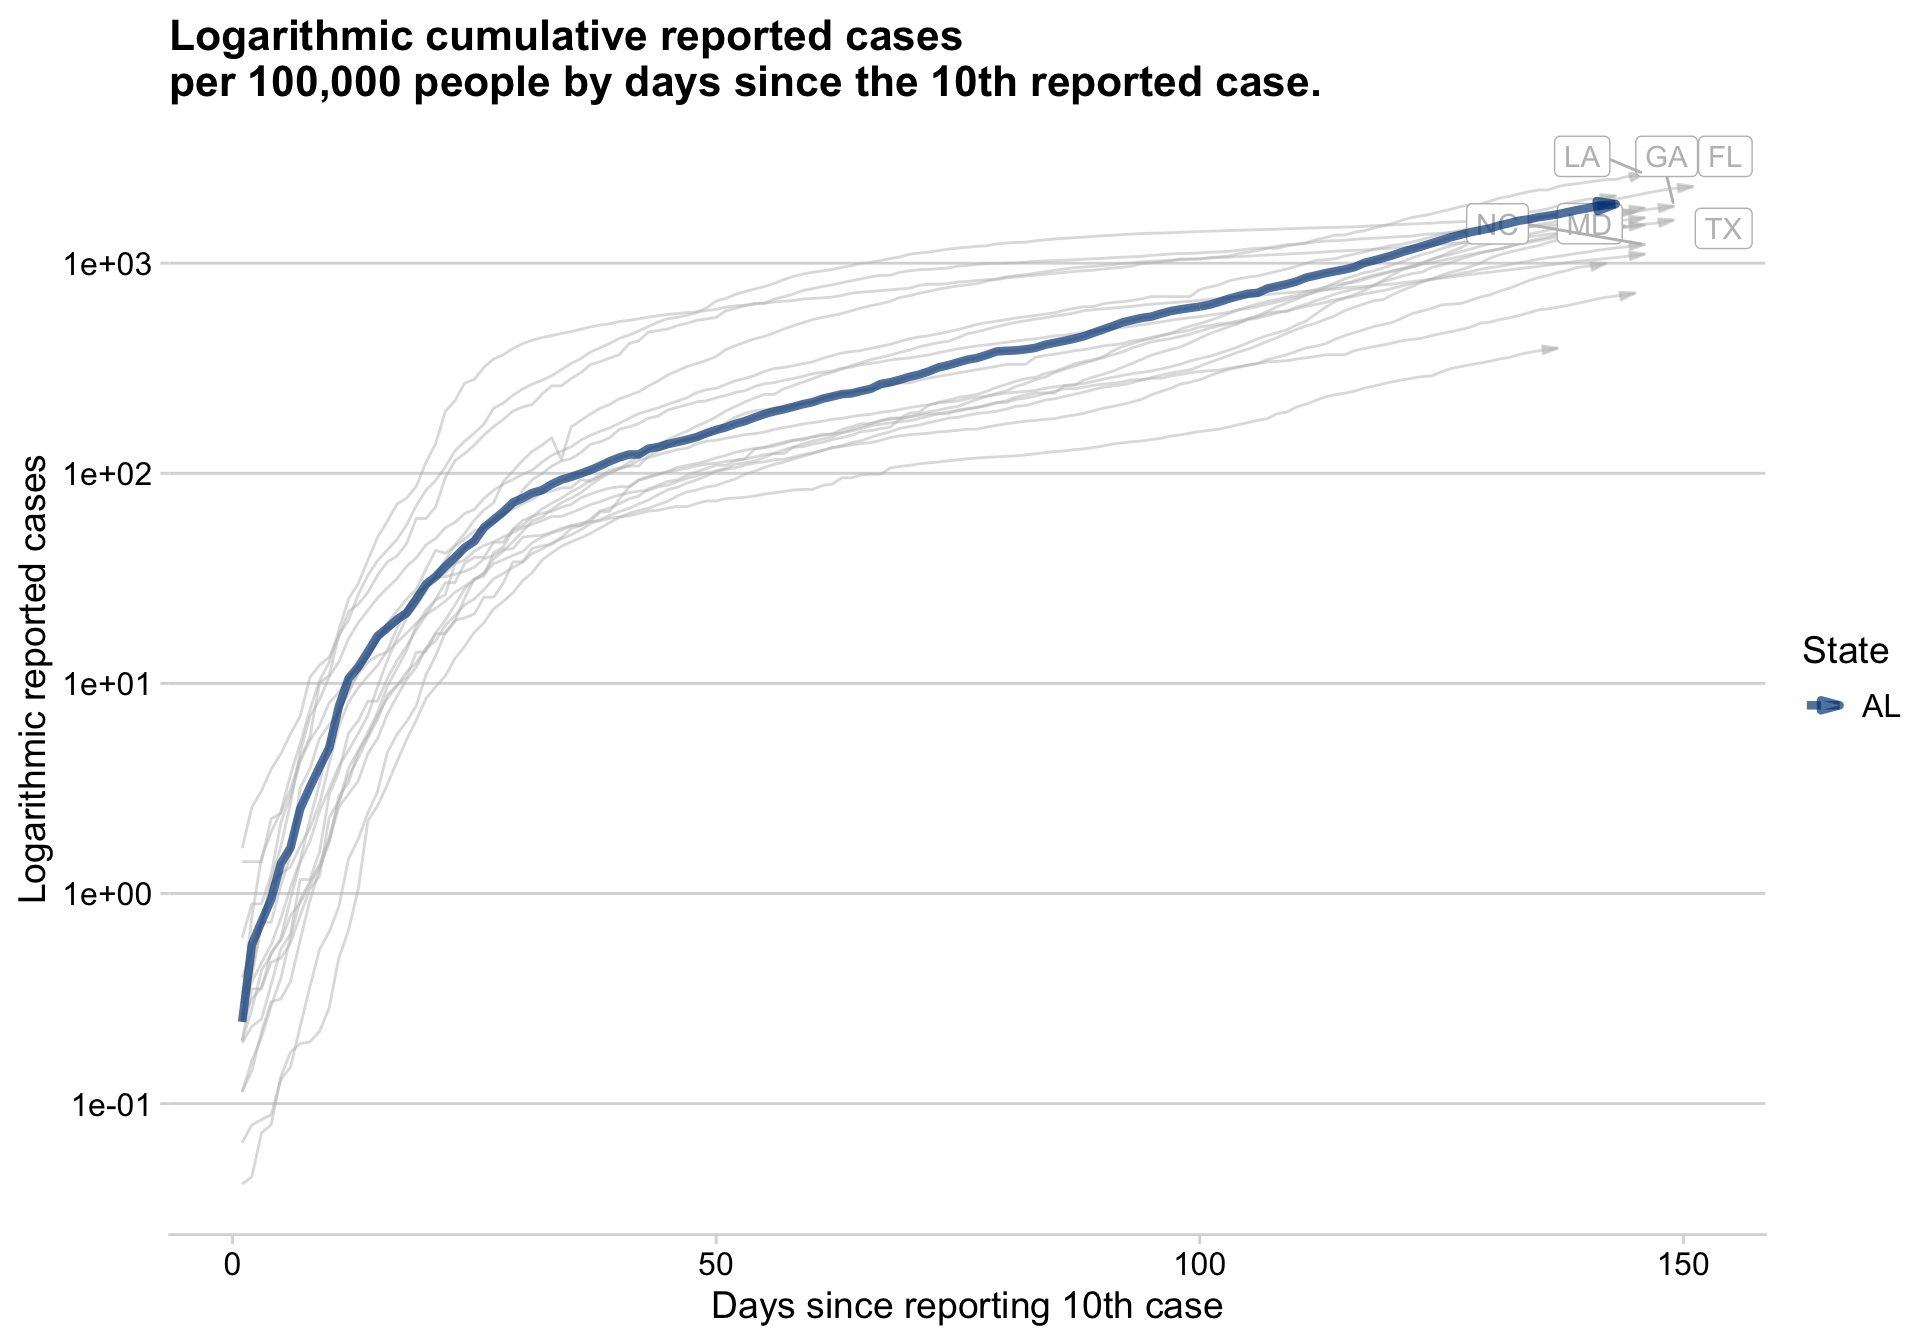 Logarithmic cumulative reported cases
per 100,000 people by days since the 10th reported case.
LA
GA
FL
NC
MD
TX
1e+03
1e+02
1e+01
1e+00
1e-01
Logarithmic reported cases
State
AL
0
50
100
150
Days since reporting 10th case